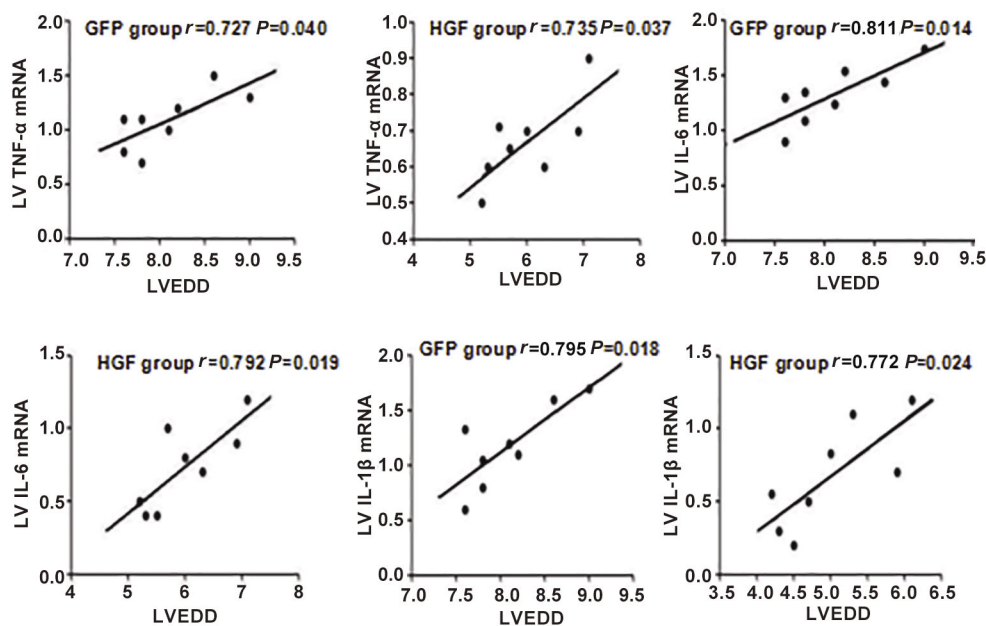 GFP group r=0.727 P=0.040
LV TNF-α mRNA
2.0
1.5
1.0
0.5
0.0
7.0 7.5 8.0 8.5 9.0 9.5
LVEDD
HGF group r=0.735 P=0.037
LV TNF-α mRNA
1.0
0.9
0.8
0.7
0.6
0.5
0.4
4 5 6 7 8
LVEDD
GFP group r=0.811 P=0.014
LV IL-6 mRNA
2.0
1.5
1.0
0.5
0.0
7.0 7.5 8.0 8.5 9.0 9.5
LVEDD
HGF group r=0.792 P=0.019
LV IL-6 mRNA
1.5
1.0
0.5
0.0
4 5 6 7 8
LVEDD
GFP group r=0.795 P=0.018
LV IL-1β mRNA
2.0
1.5
1.0
0.5
0.0
7.0 7.5 8.0 8.5 9.0 9.5
LVEDD
HGF group r=0.772 P=0.024
LV IL-1β mRNA
1.5
1.0
0.5
0.0
3.5 4.0 4.5 5.0 5.5 6.0 6.5
LVEDD